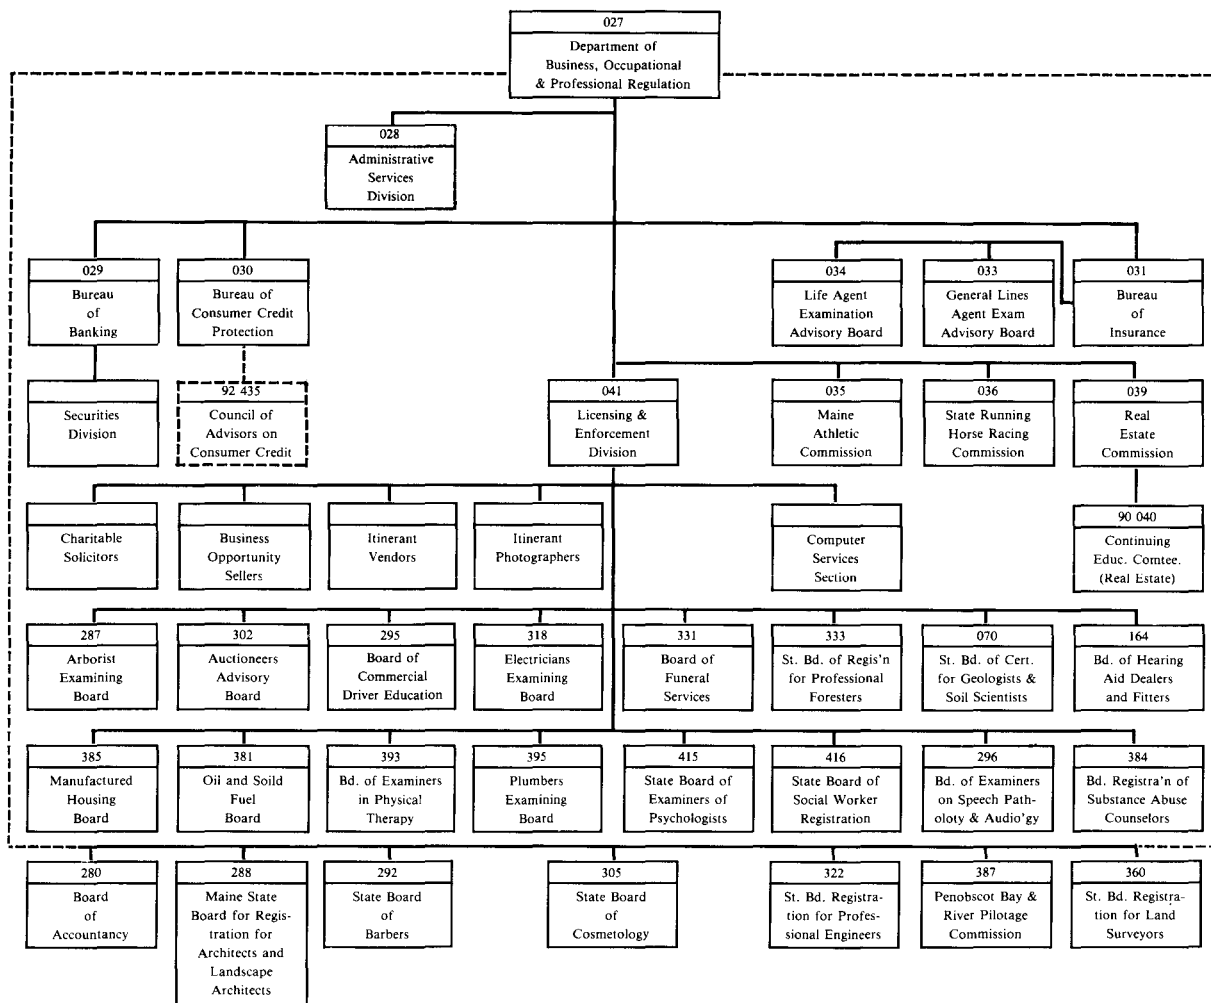 027
Department of
Business, Occupational
& Professional Regulation
028
Administrative
Services
Division
029
Bureau
of
Banking
030
Bureau of
Consumer Credit
Protection
034
Life Agent
Examination
Advisory Board
033
General Lines
Agent Exam
Advisory Board
031
Bureau
of
Insurance
Securities
Division
92 435
Council of
Advisors on
Consumer Credit
041
Licensing &
Enforcement
Division
035
Maine
Athletic
Commission
036
State Running
Horse Racing
Commission
039
Real
Estate
Commission
Charitable
Solicitors
Business
Opportunity
Sellers
Itinerant
Vendors
Itinerant
Photographers
Computer
Services
Section
90 040
Continuing
Educ. Comtee.
(Real Estate)
287
Arborist
Examining
Board
302
Auctioneers
Advisory
Board
295
Board of
Commercial
Driver Education
318
Electricians
Examining
Board
331
Board of
Funeral
Services
333
St. Bd. of Regis'n
for Professional
Foresters
070
St. Bd. of Cert.
for Geologists &
Soil Scientists
164
Bd. of Hearing
Aid Dealers
and Fitters
385
Manufactured
Housing
Board
381
Oil and Soild
Fuel
Board
393
Bd. of Examiners
in Physical
Therapy
395
Plumbers
Examining
Board
415
State Board of
Examiners of
Psychologists
416
State Board of
Social Worker
Registration
296
Bd. of Examiners
on Speech Path-
oloty & Audio'gy
384
Bd. Registra'n of
Substance Abuse
Counselors
280
Board
of
Accountancy
288
Maine State
Board for Regis-
tration for
Architects and
Landscape
Architects
292
State Board
of
Barbers
305
State Board
of
Cosmetology
322
St. Bd. Registra-
tion for Profes-
sional Engineers
387
Penobscot Bay &
River Pilotage
Commission
360
St. Bd. Registra-
tion for Land
Surveyors